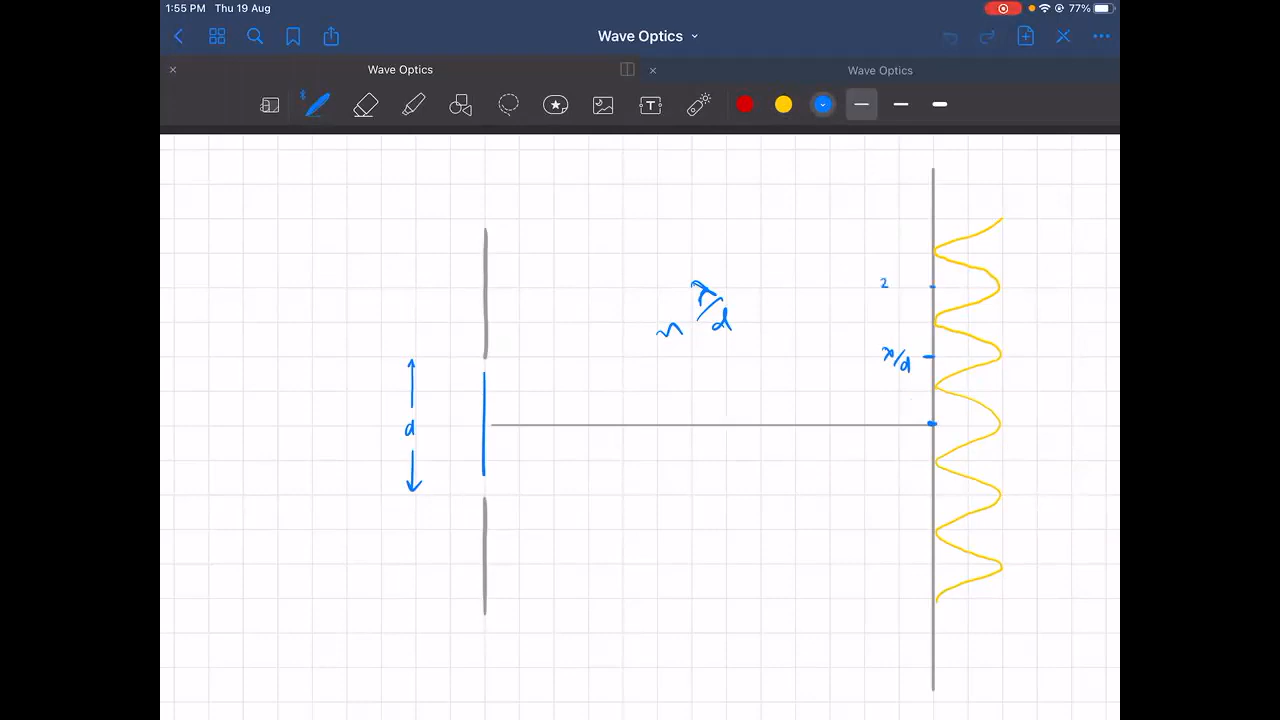 1:55 PM Thu 19 Aug
77%
Wave Optics
Wave Optics
Wave Optics
T
2
λ/d
n λ/d
d